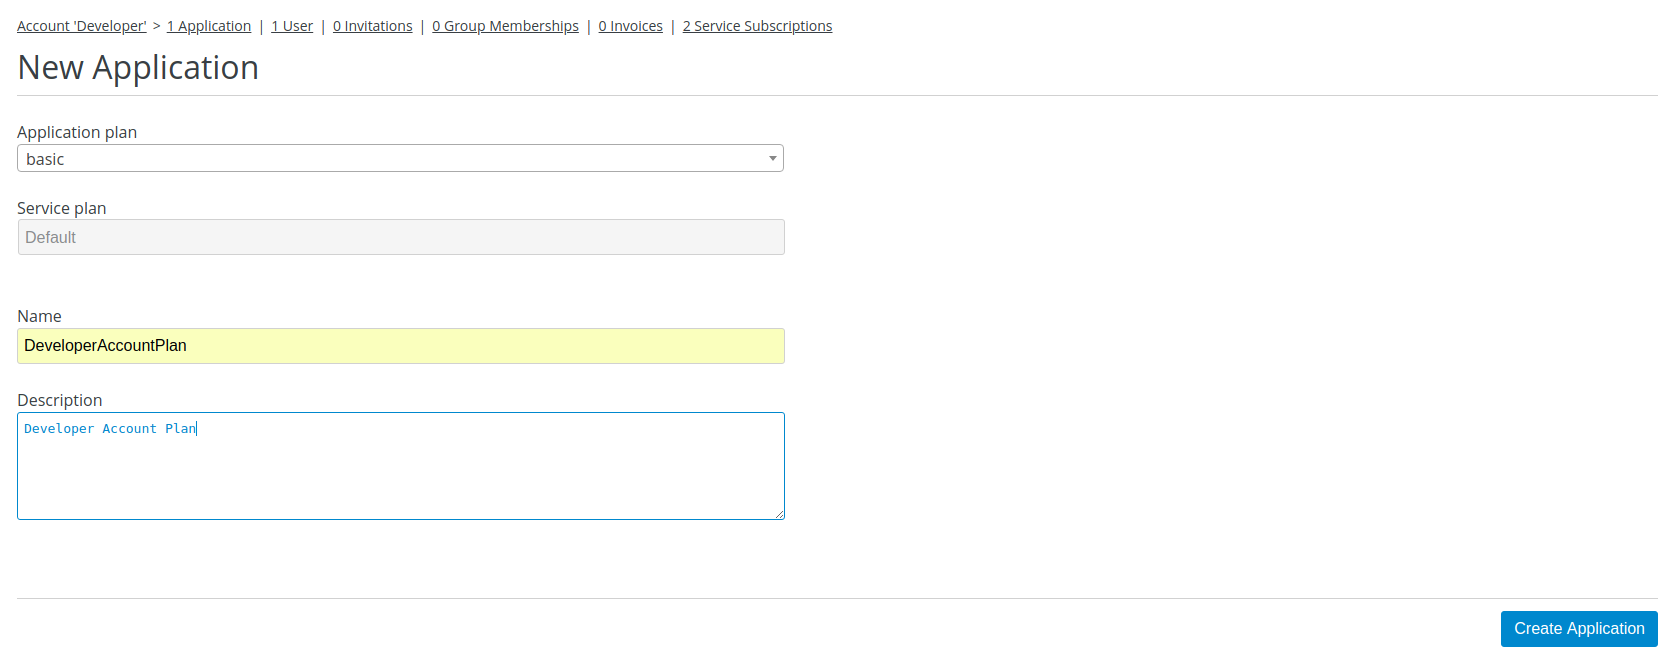 Account 'Developer' > 1 Application | 1 User | 0 Invitations | 0 Group Memberships | 0 Invoices | 2 Service Subscriptions
New Application
Application plan
basic
Service plan
Default
Name
DeveloperAccountPlan
Description
Developer Account Plan
Create Application